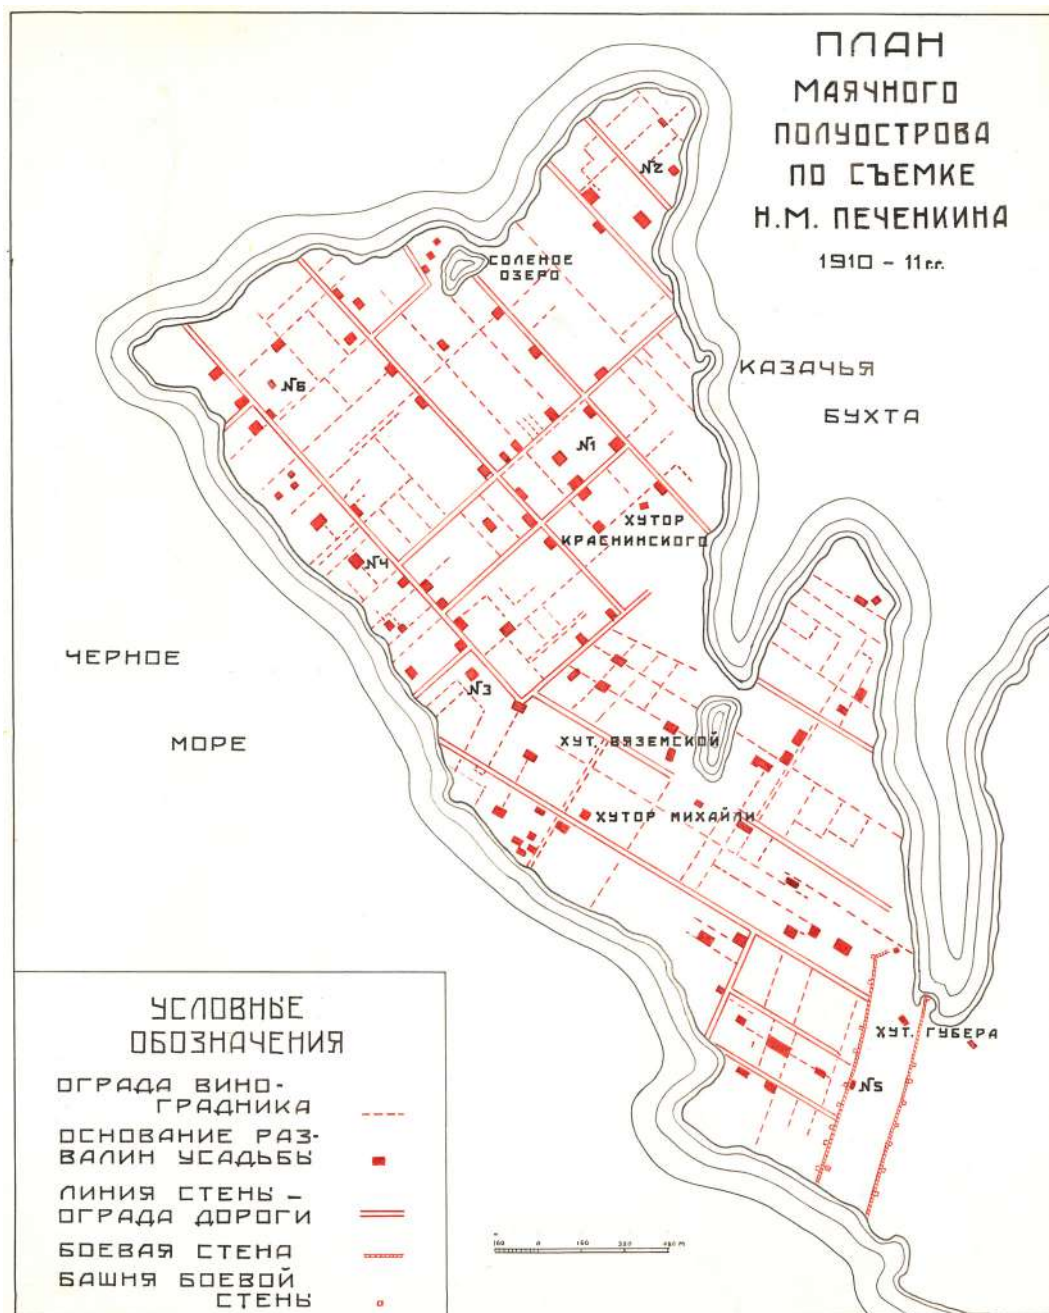 ПЛАН
МАЯЧНОГО
ПОЛУОСТРОВА
ПО СЪЕМКЕ
Н.М. ПЕЧЕНКИНА
1910 - 11 г.г.
№2
СОЛЕНОЕ
ОЗЕРО
КАЗАЧЬЯ
БУХТА
№6
№1
ХУТОР
КРАСНИНСКОГО
№4
ЧЕРНОЕ
МОРЕ
№3
ХУТ. ВЯЗЕМСКОЙ
ХУТОР МИХАЙЛИ
ХУТ. ГУБЕРА
№5
УСЛОВНЫЕ
ОБОЗНАЧЕНИЯ
ОГРАДА ВИНО-
ГРАДНИКА
ОСНОВАНИЕ РАЗ-
ВАЛИН УСАДЬБЫ
ЛИНИЯ СТЕНЫ -
ОГРАДА ДОРОГИ
БОЕВАЯ СТЕНА
БАШНЯ БОЕВОЙ
СТЕНЫ